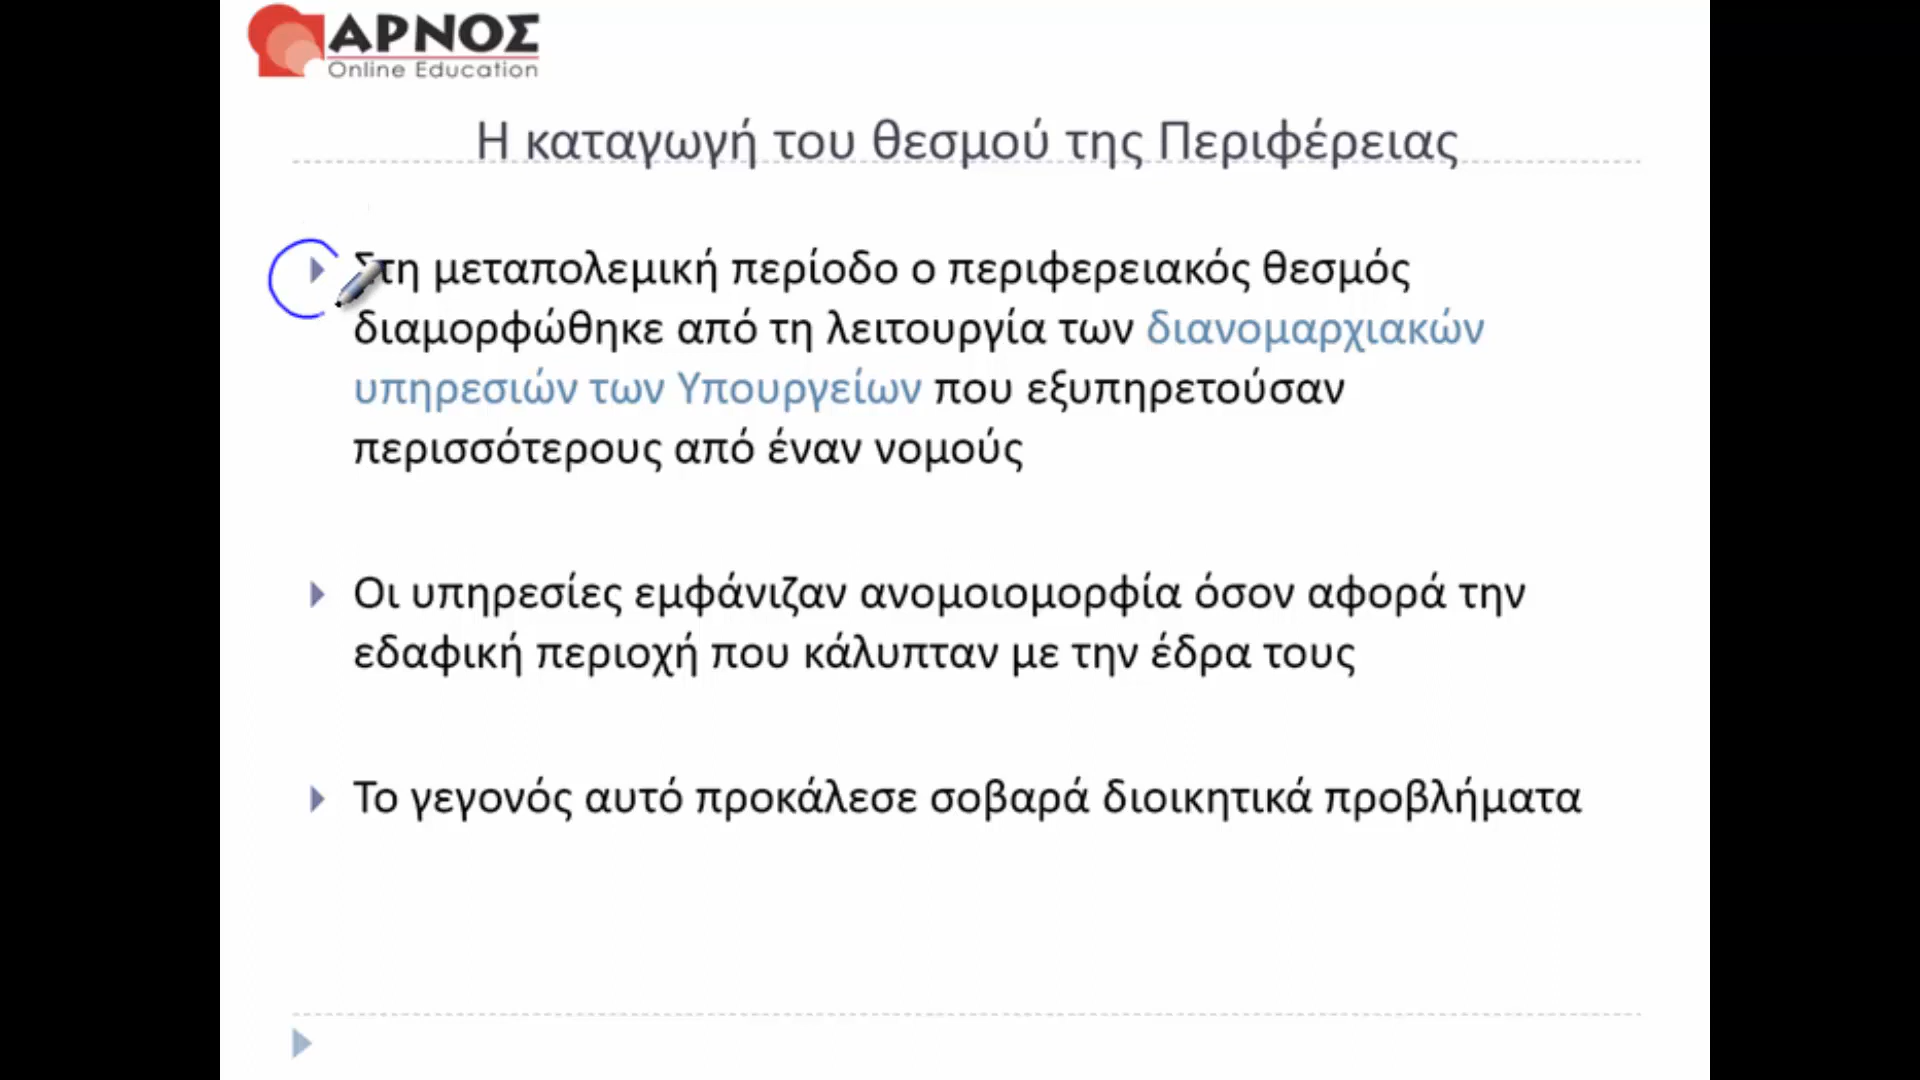 ΑΡΝΟΣ
Online Education
Η καταγωγή του θεσμού της Περιφέρειας
Στη μεταπολεμική περίοδο ο περιφερειακός θεσμός
διαμορφώθηκε από τη λειτουργία των διανομαρχιακών
υπηρεσιών των Υπουργείων που εξυπηρετούσαν
περισσότερους από έναν νομούς
Οι υπηρεσίες εμφάνιζαν ανομοιομορφία όσον αφορά την
εδαφική περιοχή που κάλυπταν με την έδρα τους
Το γεγονός αυτό προκάλεσε σοβαρά διοικητικά προβλήματα